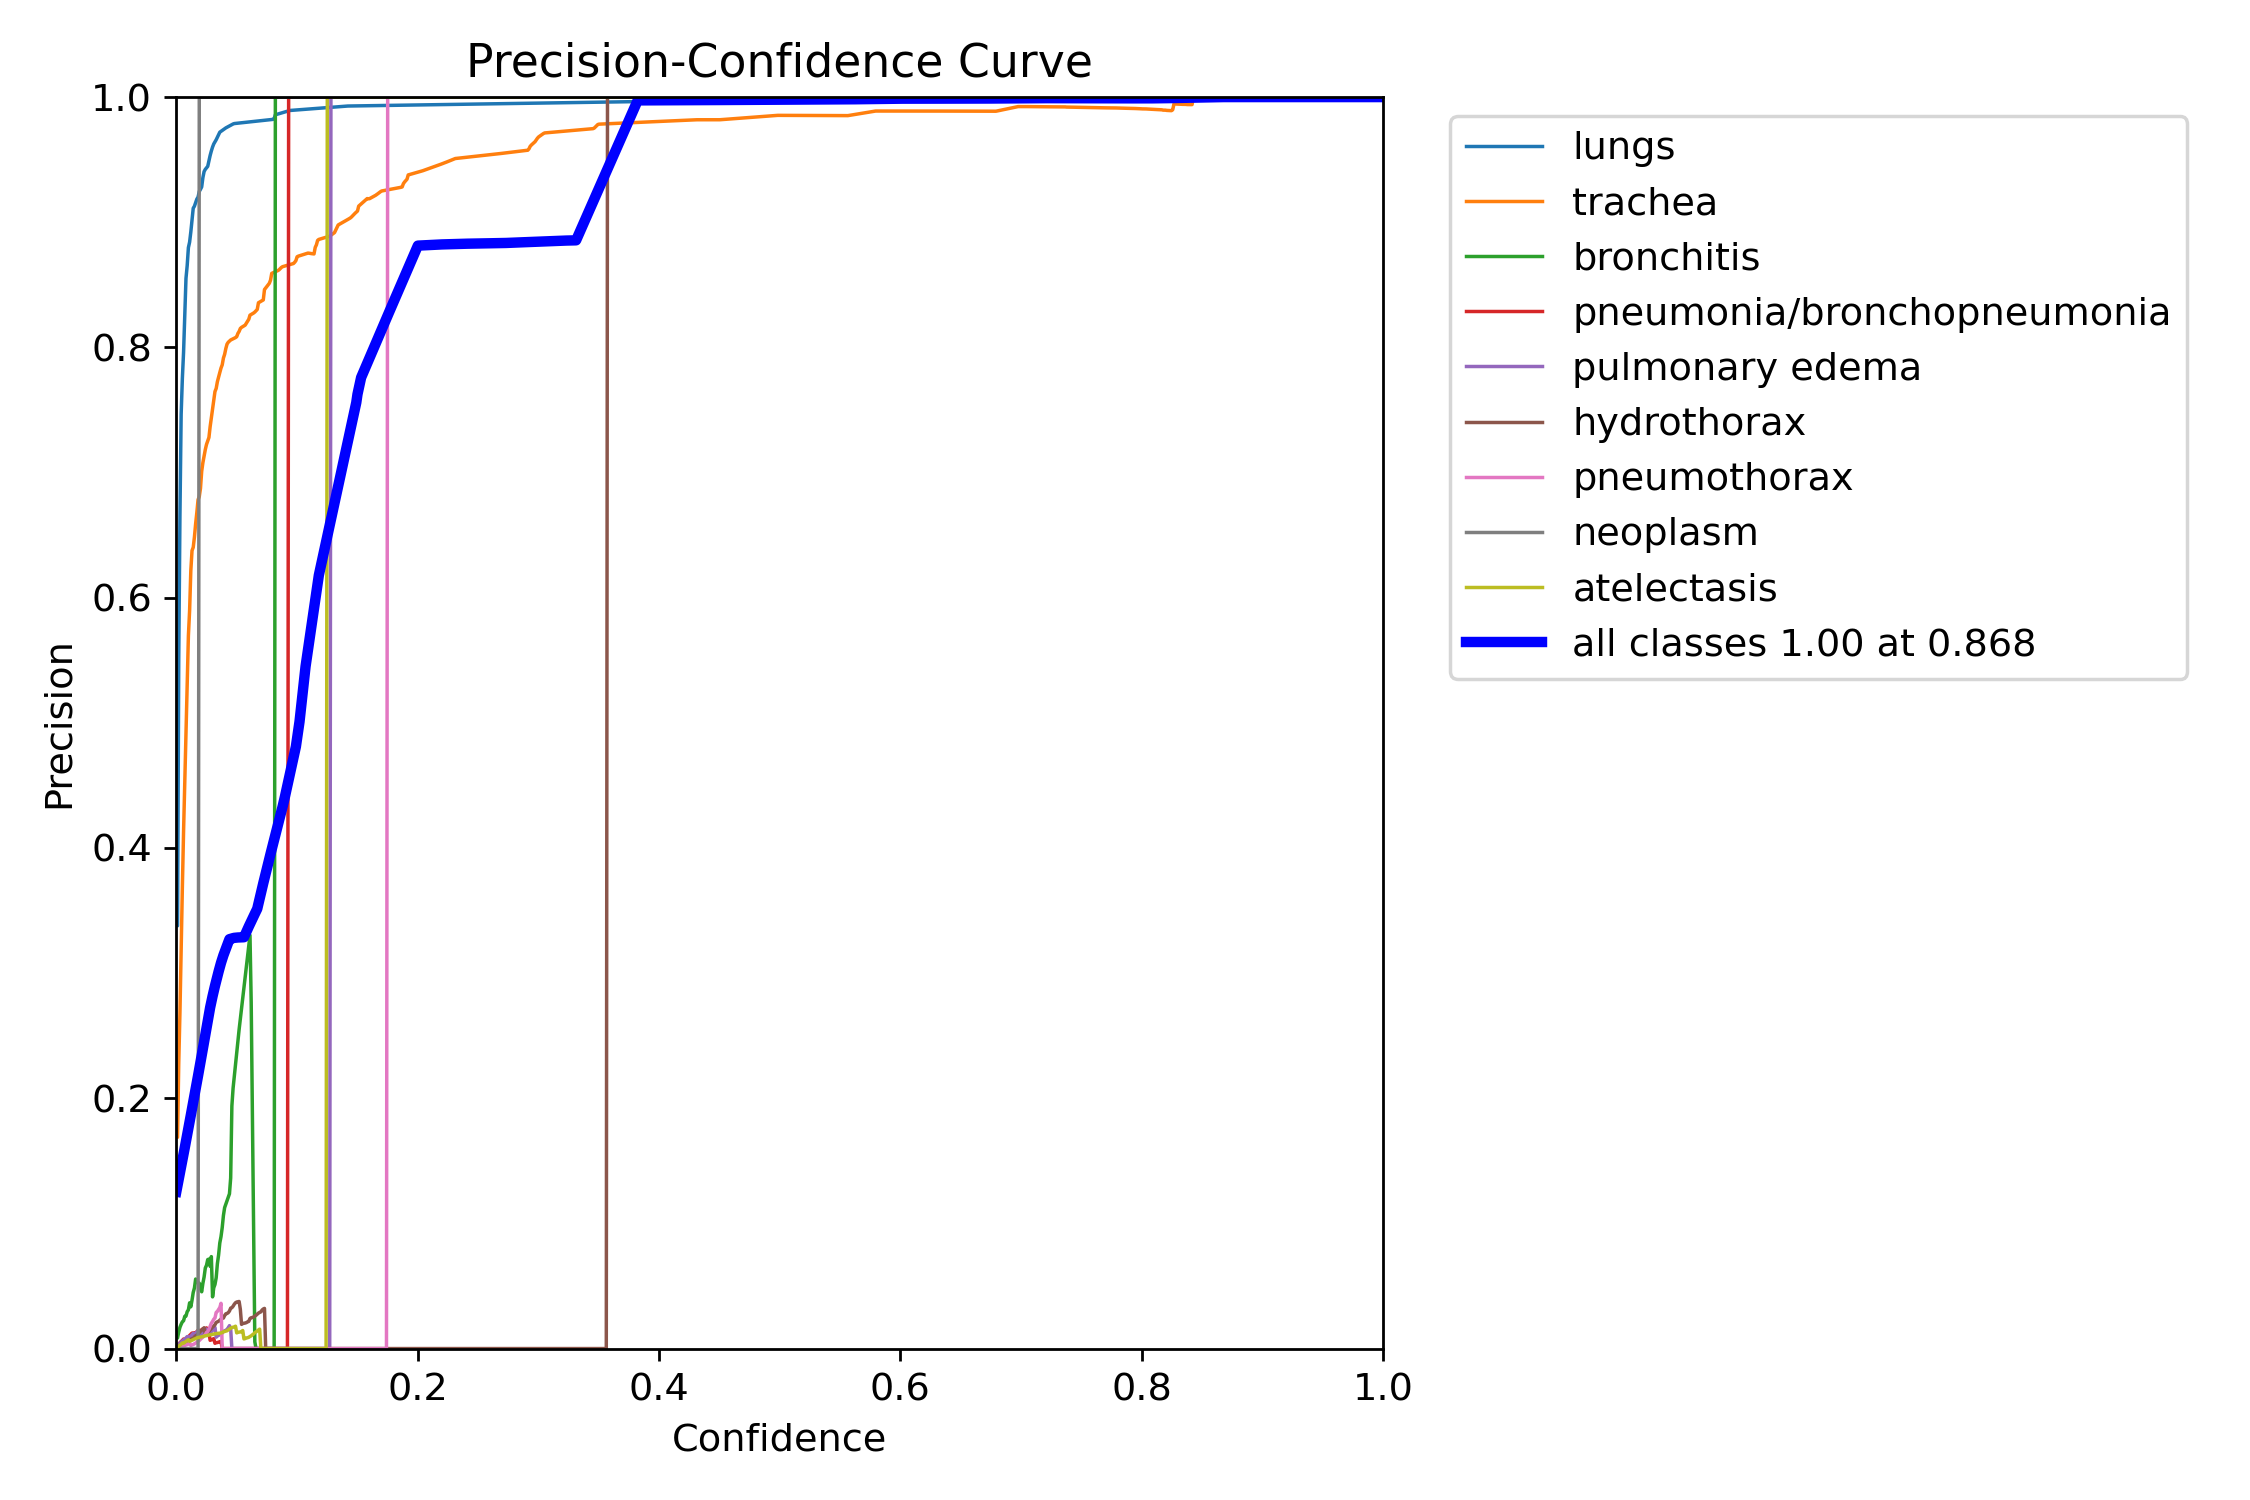 Precision-Confidence Curve
1.0
0.8
0.6
0.4
0.2
0.0
Precision
0.0 0.2 0.4 0.6 0.8 1.0
Confidence
lungs
trachea
bronchitis
pneumonia/bronchopneumonia
pulmonary edema
hydrothorax
pneumothorax
neoplasm
atelectasis
all classes 1.00 at 0.868